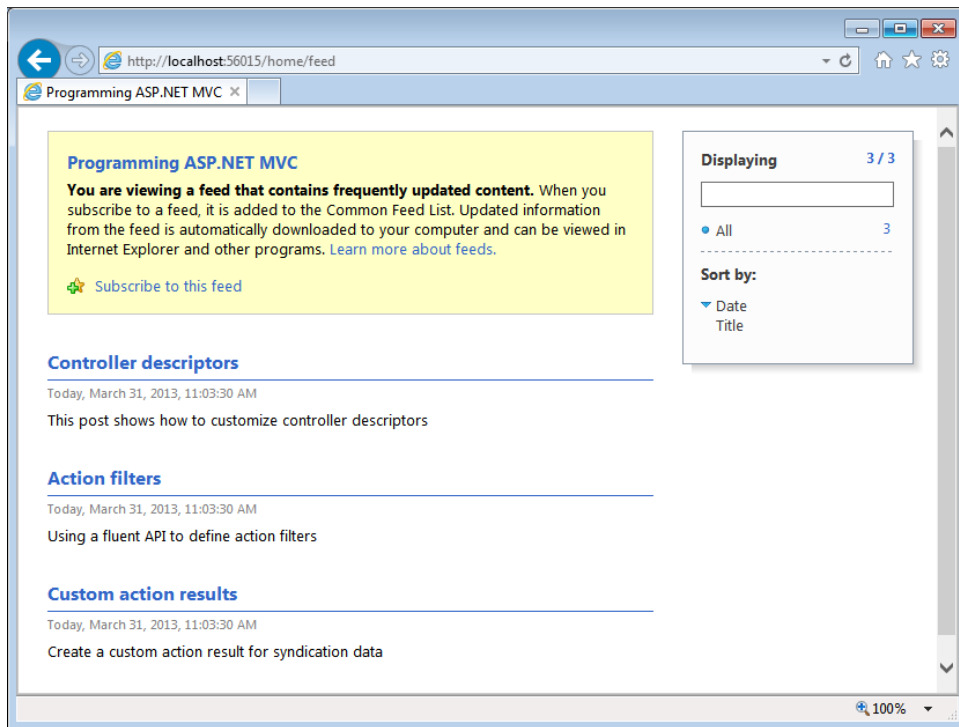 http://localhost:56015/home/feed
Programming ASP.NET MVC
Programming ASP.NET MVC
You are viewing a feed that contains frequently updated content. When you
subscribe to a feed, it is added to the Common Feed List. Updated information
from the feed is automatically downloaded to your computer and can be viewed in
Internet Explorer and other programs. Learn more about feeds.
Subscribe to this feed
Displaying 3 / 3
All 3
Sort by:
Date
Title
Controller descriptors
Today, March 31, 2013, 11:03:30 AM
This post shows how to customize controller descriptors
Action filters
Today, March 31, 2013, 11:03:30 AM
Using a fluent API to define action filters
Custom action results
Today, March 31, 2013, 11:03:30 AM
Create a custom action result for syndication data
100%